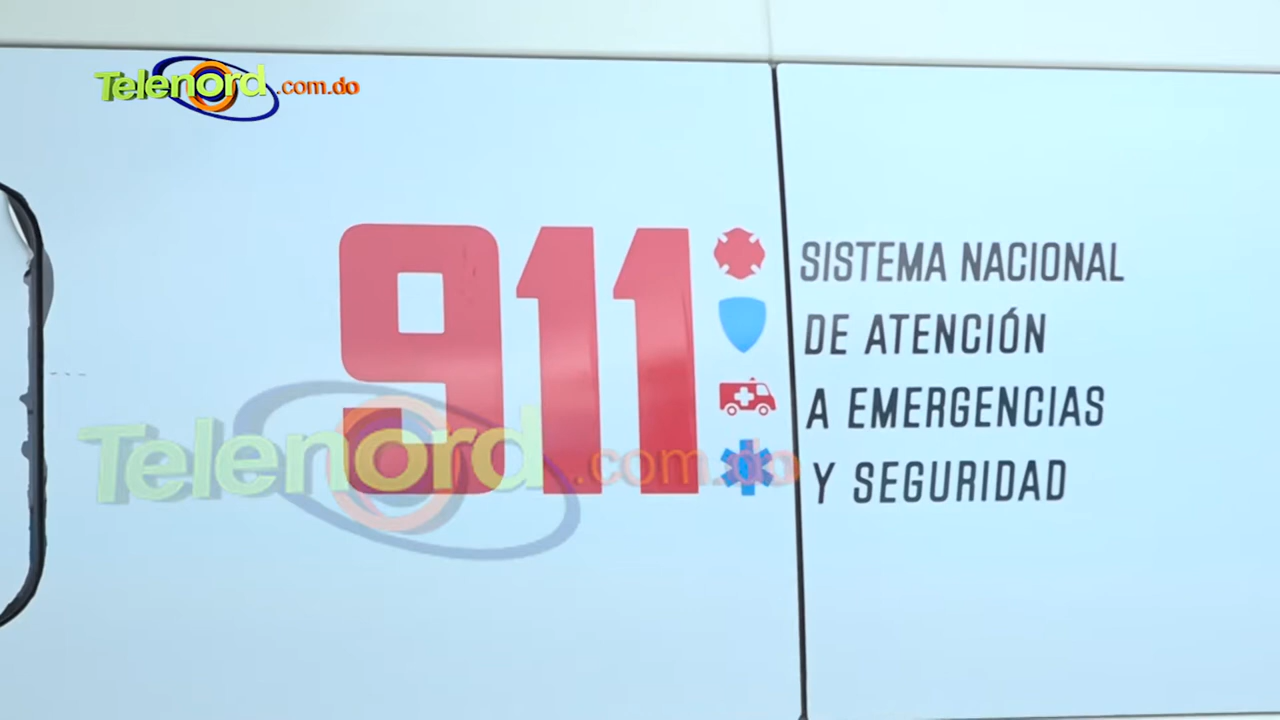 Telenord.com.do
911
SISTEMA NACIONAL
DE ATENCIÓN
A EMERGENCIAS
Y SEGURIDAD
Telenord.com.do